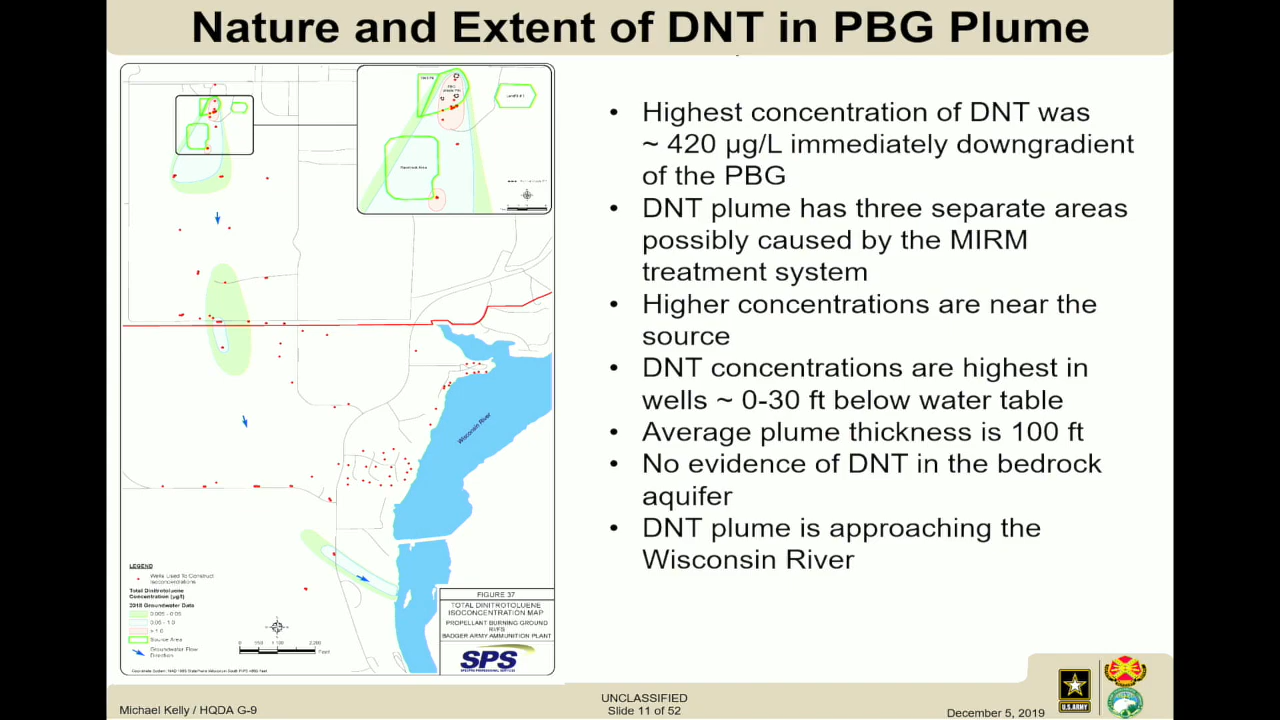 Nature and Extent of DNT in PBG Plume
• Highest concentration of DNT was
~ 420 µg/L immediately downgradient
of the PBG
• DNT plume has three separate areas
possibly caused by the MIRM
treatment system
• Higher concentrations are near the
source
• DNT concentrations are highest in
wells ~ 0-30 ft below water table
• Average plume thickness is 100 ft
• No evidence of DNT in the bedrock
aquifer
• DNT plume is approaching the
Wisconsin River
Wisconsin River
LEGEND
Wells Used To Construct
Isoconcentrations
Total Dinitrotoluene
Concentration (µg/l)
2018 Groundwater Data
0.05 - 1.0
> 1.0
Source Area
Groundwater Flow
Direction
Feet
FIGURE 37
TOTAL DINITROTOLUENE
ISOCONCENTRATION MAP
PROPELLANT BURNING GROUND
RI/FS
BADGER ARMY AMMUNITION PLANT
SPS
SPECPRO PROFESSIONAL SERVICES
Michael Kelly / HQDA G-9
UNCLASSIFIED
Slide 11 of 52
U.S. ARMY
December 5, 2019